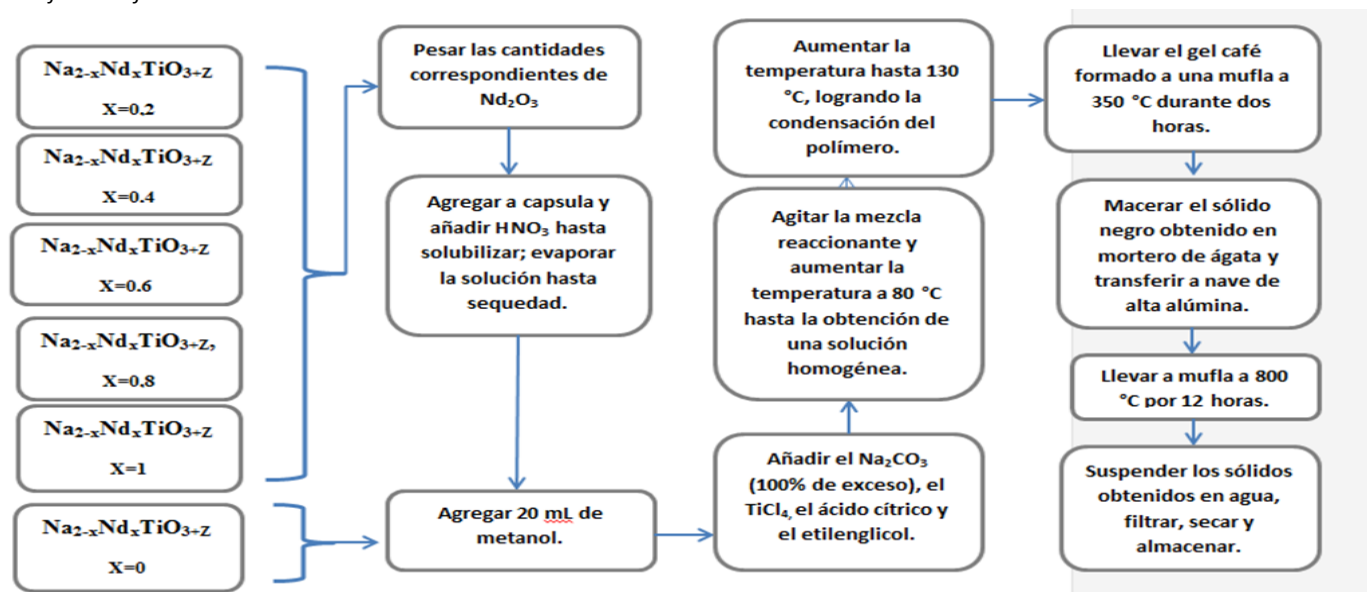 Na₂₋ₓNdₓTiO₃₊Z
X=0.2
Na₂₋ₓNdₓTiO₃₊Z
X=0.4
Na₂₋ₓNdₓTiO₃₊Z
X=0.6
Na₂₋ₓNdₓTiO₃₊Z,
X=0.8
Na₂₋ₓNdₓTiO₃₊Z
X=1
Na₂₋ₓNdₓTiO₃₊Z
X=0
Pesar las cantidades
correspondientes de
Nd₂O₃
Agregar a capsula y
añadir HNO₃ hasta
solubilizar; evaporar
la solución hasta
sequedad.
Agregar 20 mL de
metanol.
Añadir el Na₂CO₃
(100% de exceso), el
TiCl₄, el ácido cítrico y
el etilenglicol.
Agitar la mezcla
reaccionante y
aumentar la
temperatura a 80 °C
hasta la obtención de
una solución
homogénea.
Aumentar la
temperatura hasta 130
°C, logrando la
condensación del
polímero.
Llevar el gel café
formado a una mufla a
350 °C durante dos
horas.
Macerar el sólido
negro obtenido en
mortero de ágata y
transferir a nave de
alta alúmina.
Llevar a mufla a 800
°C por 12 horas.
Suspender los sólidos
obtenidos en agua,
filtrar, secar y
almacenar.